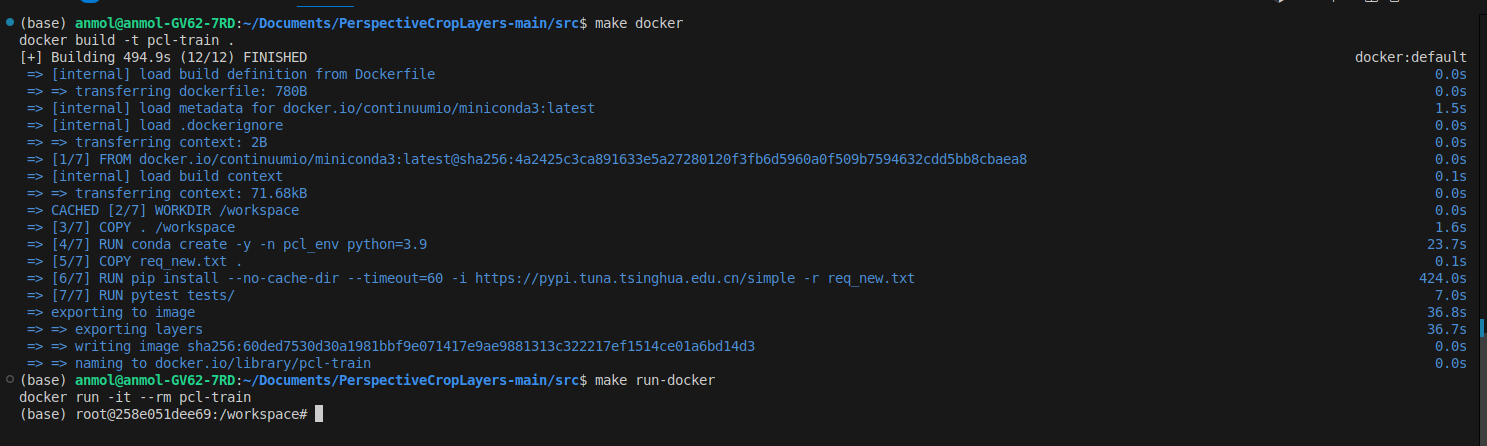 (base) anmol@anmol-GV62-7RD:~/Documents/PerspectiveCropLayers-main/src$ make docker
docker build -t pcl-train .
[+] Building 494.9s (12/12) FINISHED docker:default
=> [internal] load build definition from Dockerfile 0.0s
=> => transferring dockerfile: 780B 0.0s
=> [internal] load metadata for docker.io/continuumio/miniconda3:latest 1.5s
=> [internal] load .dockerignore 0.0s
=> => transferring context: 2B 0.0s
=> [1/7] FROM docker.io/continuumio/miniconda3:latest@sha256:4a2425c3ca891633e5a27280120f3fb6d5960a0f509b7594632cdd5bb8cbaea8 0.0s
=> [internal] load build context 0.1s
=> => transferring context: 71.68kB 0.0s
=> CACHED [2/7] WORKDIR /workspace 0.0s
=> [3/7] COPY . /workspace 1.6s
=> [4/7] RUN conda create -y -n pcl_env python=3.9 23.7s
=> [5/7] COPY req_new.txt . 0.1s
=> [6/7] RUN pip install --no-cache-dir --timeout=60 -i https://pypi.tuna.tsinghua.edu.cn/simple -r req_new.txt 424.0s
=> [7/7] RUN pytest tests/ 7.0s
=> exporting to image 36.8s
=> => exporting layers 36.7s
=> => writing image sha256:60ded7530d30a1981bbf9e071417e9ae9881313c322217ef1514ce01a6bd14d3 0.0s
=> => naming to docker.io/library/pcl-train 0.0s
(base) anmol@anmol-GV62-7RD:~/Documents/PerspectiveCropLayers-main/src$ make run-docker
docker run -it --rm pcl-train
(base) root@258e051dee69:/workspace#